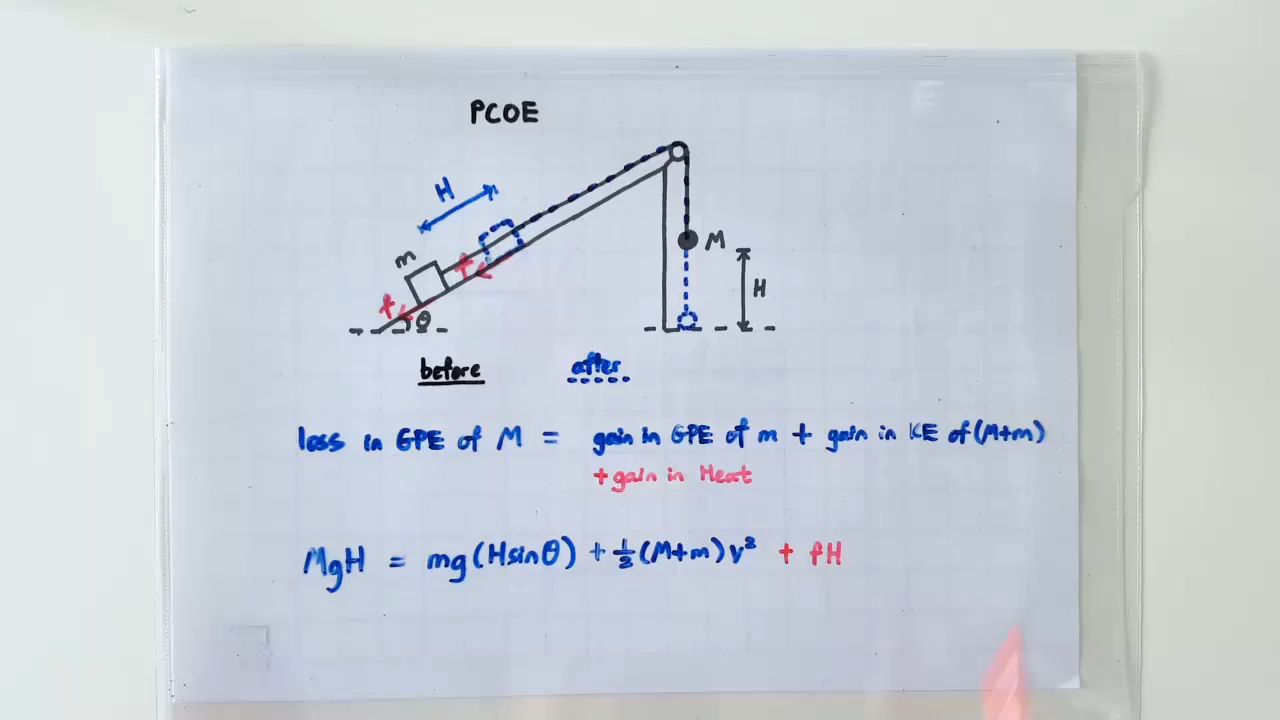 PCOE
H
m
M
f
f
H
θ
before after
loss in GPE of M = gain in GPE of m + gain in KE of (M+m)
+ gain in Heat
MgH = mg(Hsinθ) + ½(M+m)v² + fH